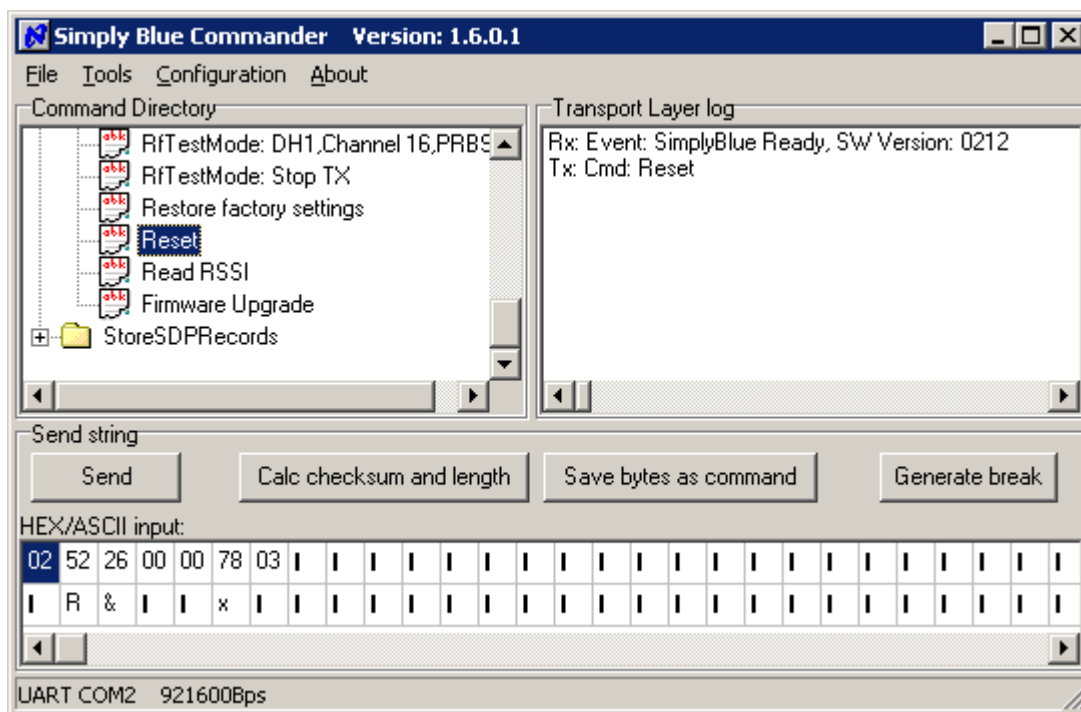 Simply Blue Commander Version: 1.6.0.1
File Tools Configuration About
Command Directory
RfTestMode: DH1,Channel 16,PRBS
RfTestMode: Stop TX
Restore factory settings
Reset
Read RSSI
Firmware Upgrade
StoreSDPRecords
Transport Layer log
Rx: Event: SimplyBlue Ready, SW Version: 0212
Tx: Cmd: Reset
Send string
Send Calc checksum and length Save bytes as command Generate break
HEX/ASCII input:
02 52 26 00 00 78 03
R & x
UART COM2 921600Bps